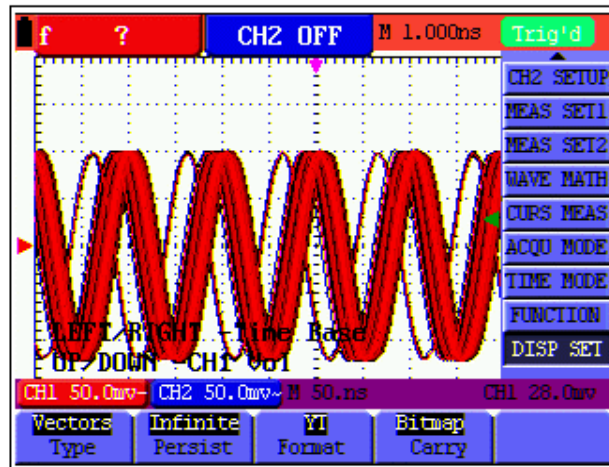 f ? CH2 OFF M 1.000ns Trig'd
CH2 SETUP
MEAS SET1
MEAS SET2
WAVE MATH
CURS MEAS
ACQU MODE
TIME MODE
FUNCTION
DISP SET
LEFT/RIGHT -Time Base
UP/DOWN -CH1 Vol
CH1 50.0mv- CH2 50.0mv~ M 50.ns CH1 28.0mv
Vectors Infinite YT Bitmap
Type Persist Format Carry